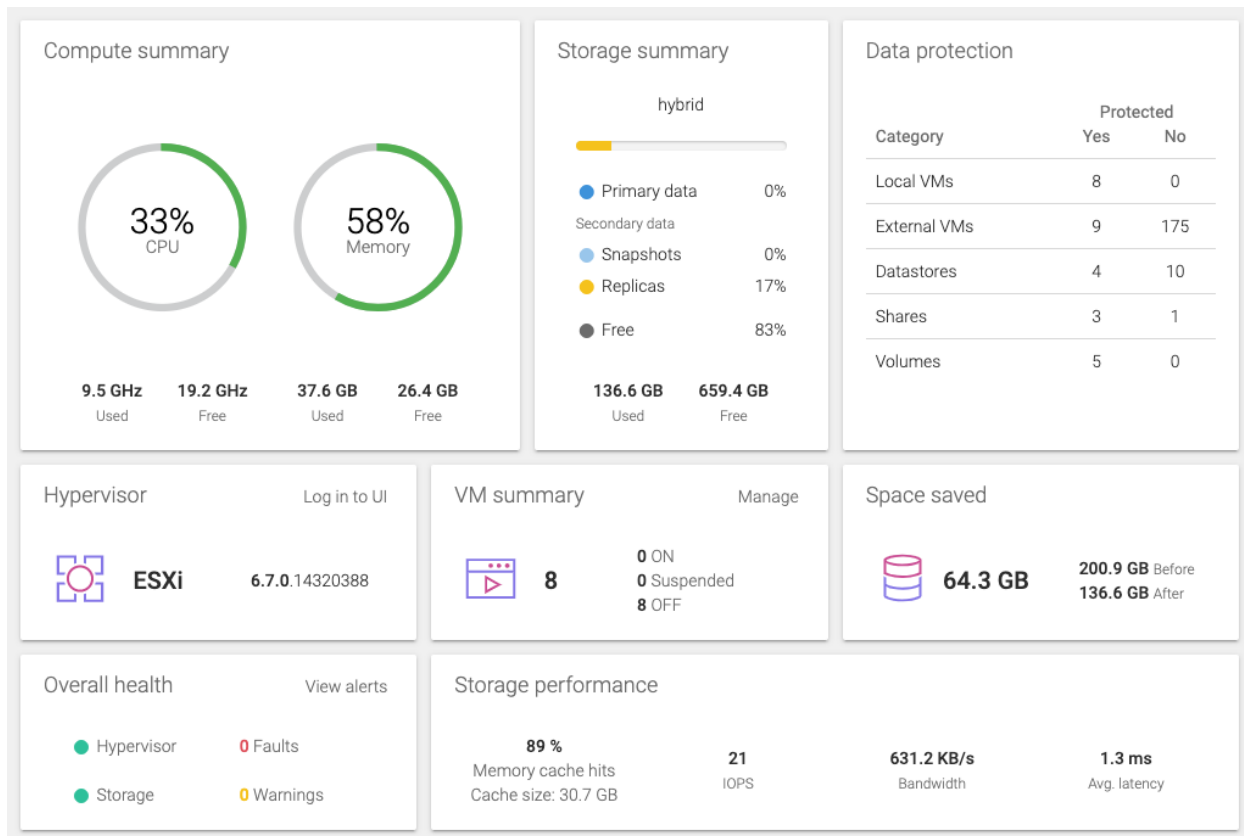 Compute summary
33%
CPU
58%
Memory
9.5 GHz 19.2 GHz 37.6 GB 26.4 GB
Used Free Used Free
Storage summary
hybrid
Primary data 0%
Secondary data
Snapshots 0%
Replicas 17%
Free 83%
136.6 GB 659.4 GB
Used Free
Data protection
Protected
Category Yes No
Local VMs 8 0
External VMs 9 175
Datastores 4 10
Shares 3 1
Volumes 5 0
Hypervisor Log in to UI
ESXi 6.7.0.14320388
VM summary Manage
8
0 ON
0 Suspended
8 OFF
Space saved
64.3 GB
200.9 GB Before
136.6 GB After
Overall health View alerts
Hypervisor 0 Faults
Storage 0 Warnings
Storage performance
89 %
Memory cache hits
Cache size: 30.7 GB
21
IOPS
631.2 KB/s
Bandwidth
1.3 ms
Avg. latency